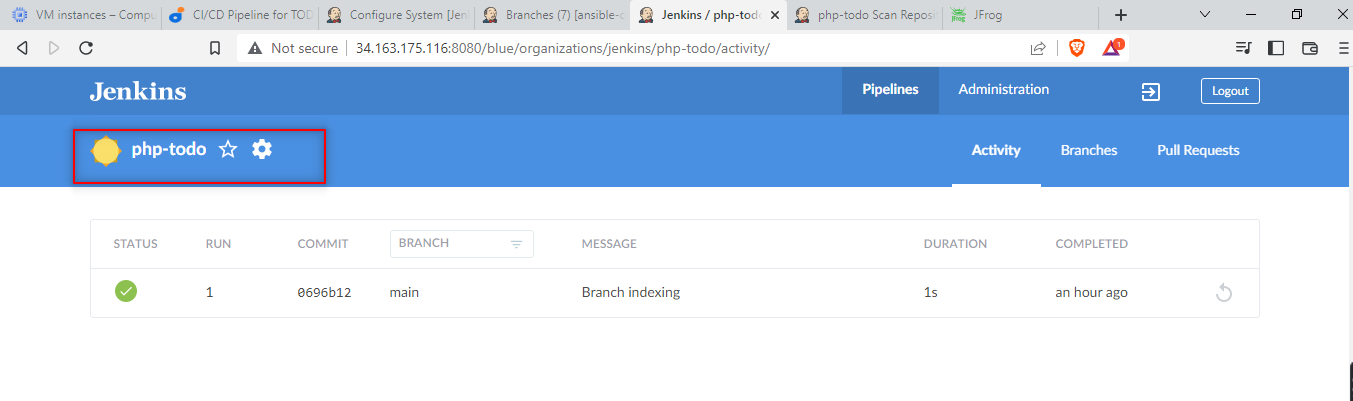 VM instances – Compu
CI/CD Pipeline for TOD
Configure System [Jen
Branches (7) [ansible-c
Jenkins / php-todo
php-todo Scan Reposi
JFrog
Not secure
34.163.175.116:8080/blue/organizations/jenkins/php-todo/activity/
1
Jenkins
Pipelines
Administration
Logout
php-todo
Activity
Branches
Pull Requests
STATUS RUN COMMIT BRANCH MESSAGE DURATION COMPLETED
1 0696b12 main Branch indexing 1s an hour ago